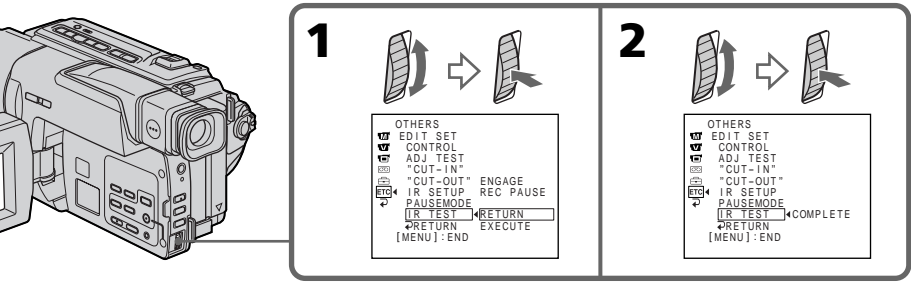 1
OTHERS
EDIT SET
CONTROL
ADJ TEST
"CUT-IN"
"CUT-OUT" ENGAGE
ETC IR SETUP REC PAUSE
PAUSEMODE
IR TEST RETURN
RETURN EXECUTE
[MENU]:END
2
OTHERS
EDIT SET
CONTROL
ADJ TEST
"CUT-IN"
"CUT-OUT"
ETC IR SETUP
PAUSEMODE
IR TEST COMPLETE
RETURN
[MENU]:END